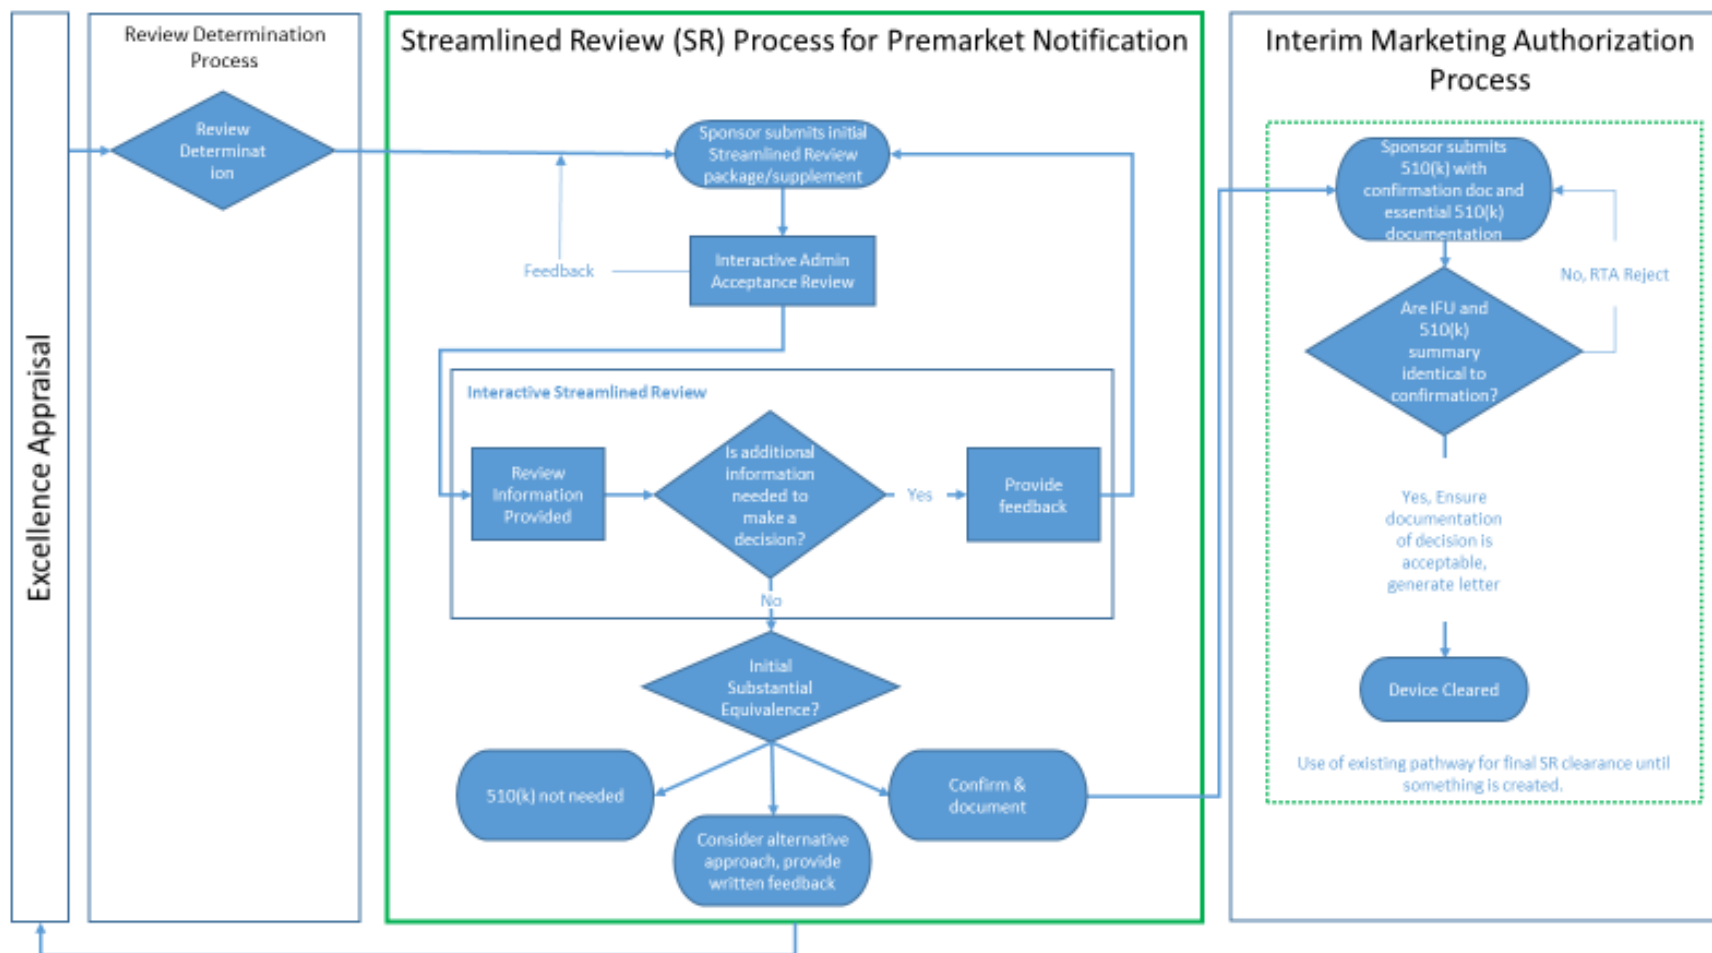 Excellence Appraisal
Review Determination
Process
Review
Determinat
ion
Streamlined Review (SR) Process for Premarket Notification
Sponsor submits initial
Streamlined Review
package/supplement
Feedback
Interactive Admin
Acceptance Review
Interactive Streamlined Review
Review
Information
Provided
Is additional
information
needed to
make a
decision?
Yes
Provide
feedback
No
Initial
Substantial
Equivalence?
510(k) not needed
Consider alternative
approach, provide
written feedback
Confirm &
document
Interim Marketing Authorization
Process
Sponsor submits
510(k) with
confirmation doc and
essential 510(k)
documentation
No, RTA Reject
Are IFU and
510(k)
summary
identical to
confirmation?
Yes, Ensure
documentation
of decision is
acceptable,
generate letter
Device Cleared
Use of existing pathway for final SR clearance until
something is created.